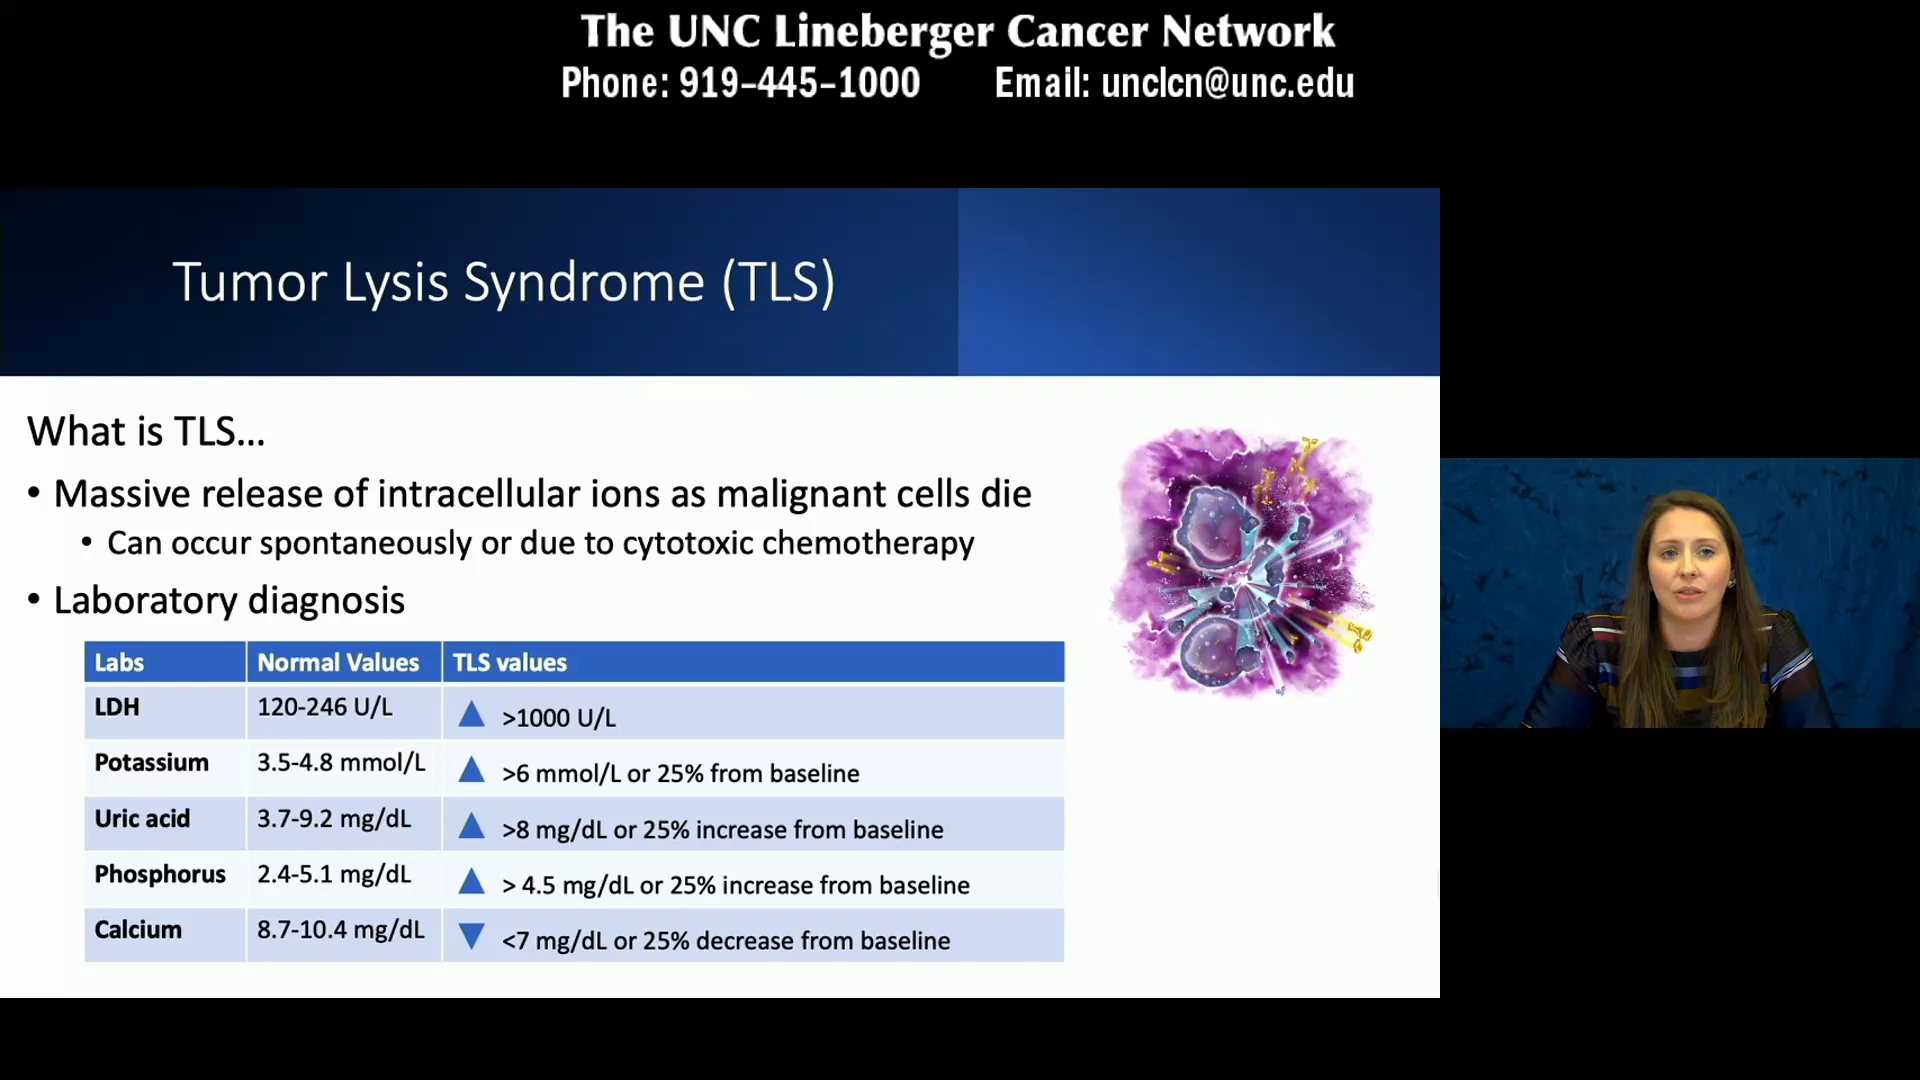 The UNC Lineberger Cancer Network
Phone: 919-445-1000 Email: unclcn@unc.edu
Tumor Lysis Syndrome (TLS)
What is TLS...
• Massive release of intracellular ions as malignant cells die
• Can occur spontaneously or due to cytotoxic chemotherapy
• Laboratory diagnosis
Labs Normal Values TLS values
LDH 120-246 U/L >1000 U/L
Potassium 3.5-4.8 mmol/L >6 mmol/L or 25% from baseline
Uric acid 3.7-9.2 mg/dL >8 mg/dL or 25% increase from baseline
Phosphorus 2.4-5.1 mg/dL > 4.5 mg/dL or 25% increase from baseline
Calcium 8.7-10.4 mg/dL <7 mg/dL or 25% decrease from baseline